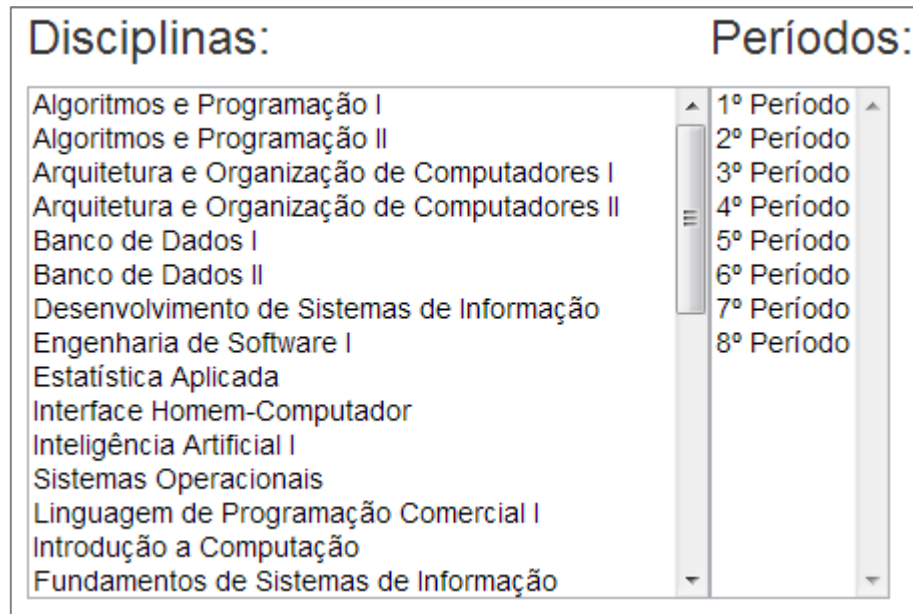 Disciplinas:
Algoritmos e Programação I
Algoritmos e Programação II
Arquitetura e Organização de Computadores I
Arquitetura e Organização de Computadores II
Banco de Dados I
Banco de Dados II
Desenvolvimento de Sistemas de Informação
Engenharia de Software I
Estatística Aplicada
Interface Homem-Computador
Inteligência Artificial I
Sistemas Operacionais
Linguagem de Programação Comercial I
Introdução a Computação
Fundamentos de Sistemas de Informação
Períodos:
1º Período
2º Período
3º Período
4º Período
5º Período
6º Período
7º Período
8º Período